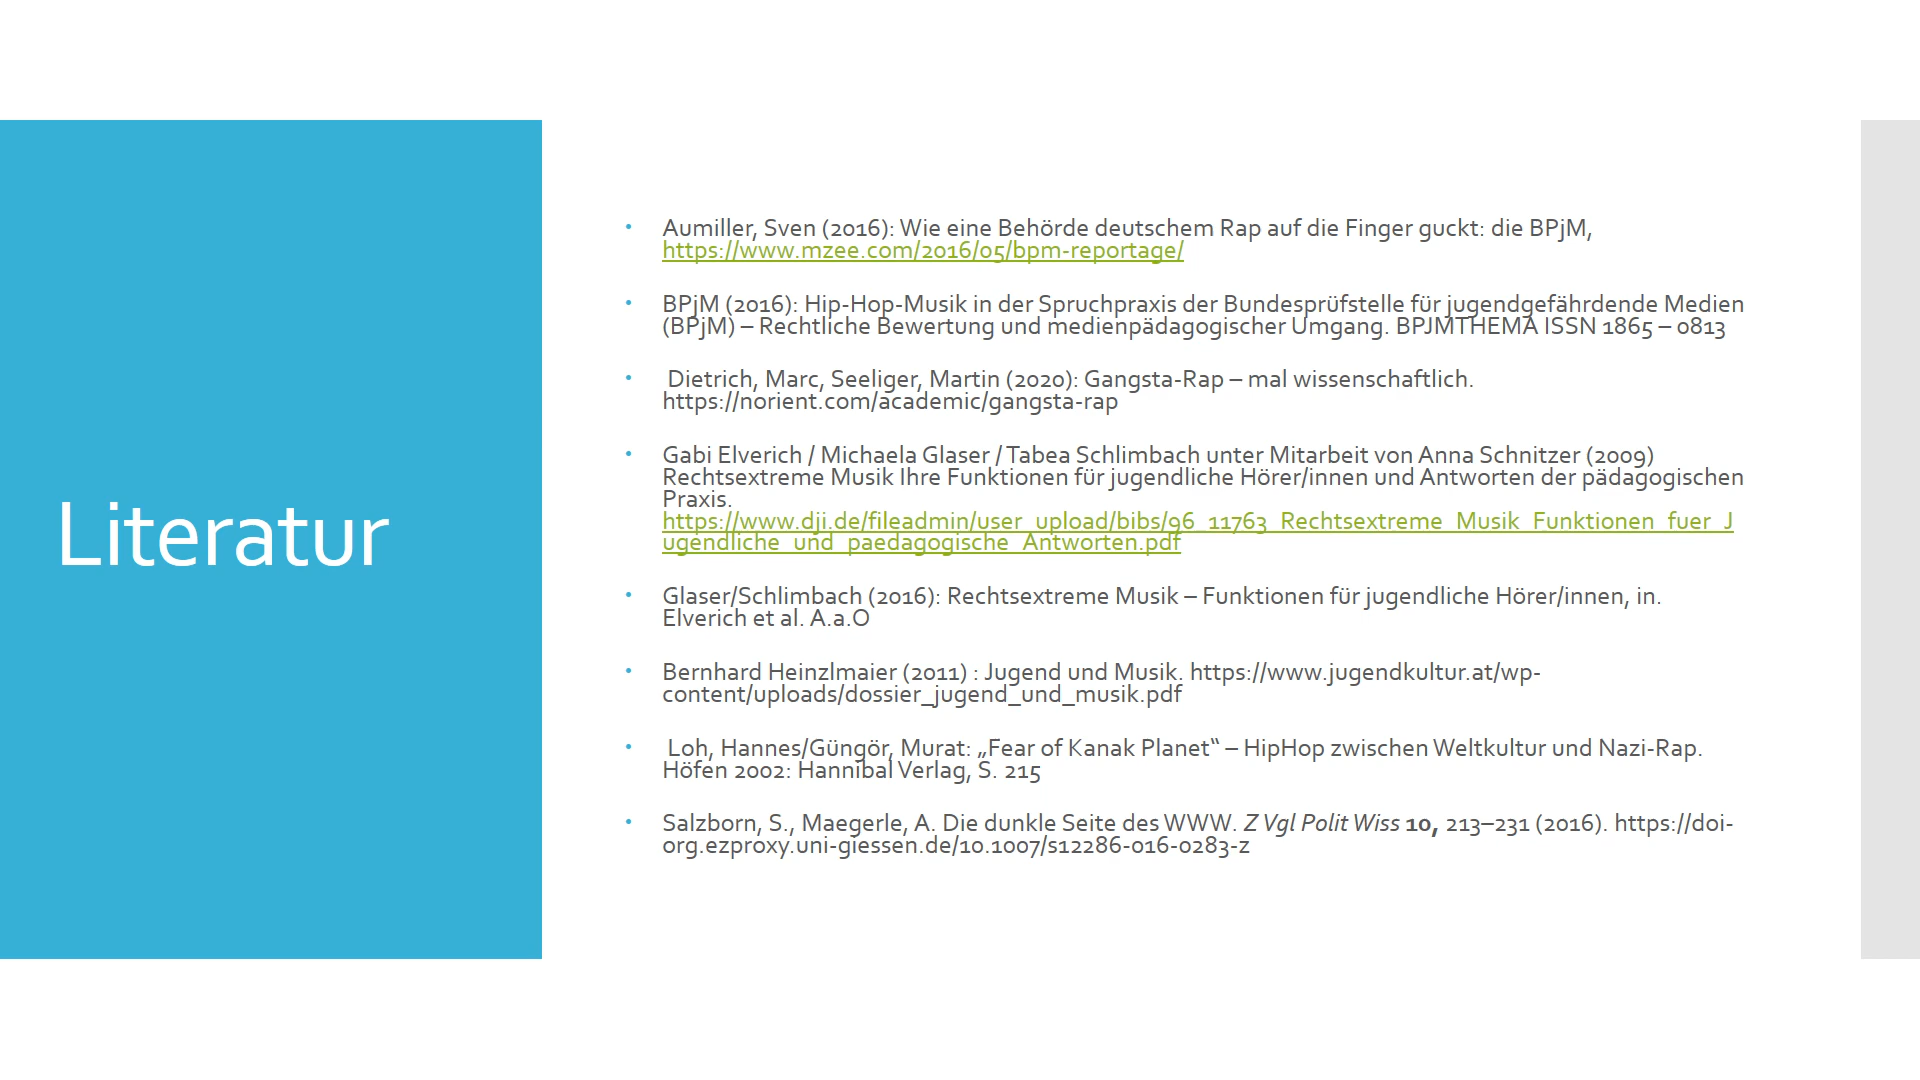 Literatur
• Aumiller, Sven (2016): Wie eine Behörde deutschem Rap auf die Finger guckt: die BPjM,
https://www.mzee.com/2016/05/bpm-reportage/
• BPjM (2016): Hip-Hop-Musik in der Spruchpraxis der Bundesprüfstelle für jugendgefährdende Medien
(BPjM) – Rechtliche Bewertung und medienpädagogischer Umgang. BPJMTHEMA ISSN 1865 – 0813
• Dietrich, Marc, Seeliger, Martin (2020): Gangsta-Rap – mal wissenschaftlich.
https://norient.com/academic/gangsta-rap
• Gabi Elverich / Michaela Glaser / Tabea Schlimbach unter Mitarbeit von Anna Schnitzer (2009)
Rechtsextreme Musik Ihre Funktionen für jugendliche Hörer/innen und Antworten der pädagogischen
Praxis.
https://www.dji.de/fileadmin/user_upload/bibs/96_11763_Rechtsextreme_Musik_Funktionen_fuer_J
ugendliche_und_paedagogische_Antworten.pdf
• Glaser/Schlimbach (2016): Rechtsextreme Musik – Funktionen für jugendliche Hörer/innen, in.
Elverich et al. A.a.O
• Bernhard Heinzlmaier (2011) : Jugend und Musik. https://www.jugendkultur.at/wp-
content/uploads/dossier_jugend_und_musik.pdf
• Loh, Hannes/Güngör, Murat: „Fear of Kanak Planet“ – HipHop zwischen Weltkultur und Nazi-Rap.
Höfen 2002: Hannibal Verlag, S. 215
• Salzborn, S., Maegerle, A. Die dunkle Seite des WWW. Z Vgl Polit Wiss 10, 213–231 (2016). https://doi-
org.ezproxy.uni-giessen.de/10.1007/s12286-016-0283-z